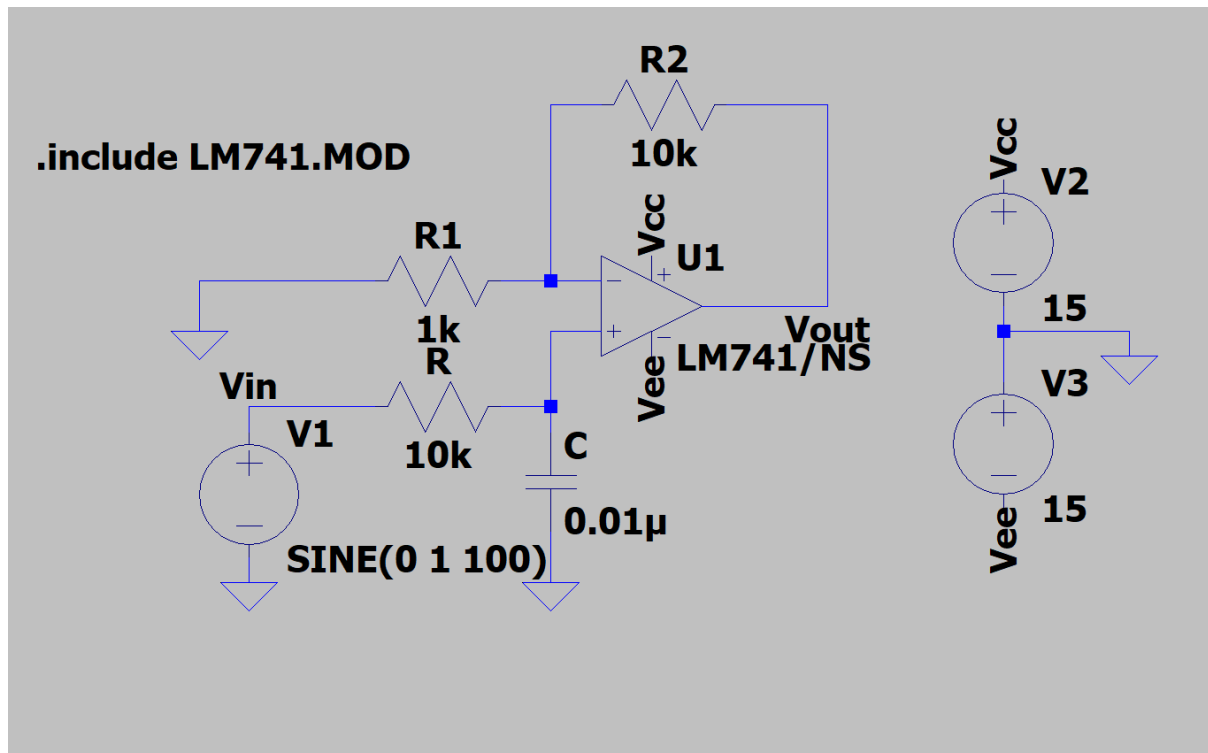 R2
.include LM741.MOD
10k
Vcc
V2
Vcc
R1
U1
1k
15
Vout
R
LM741/NS
Vee
V3
Vin
V1
10k
C
0.01µ
15
Vee
SINE(0 1 100)